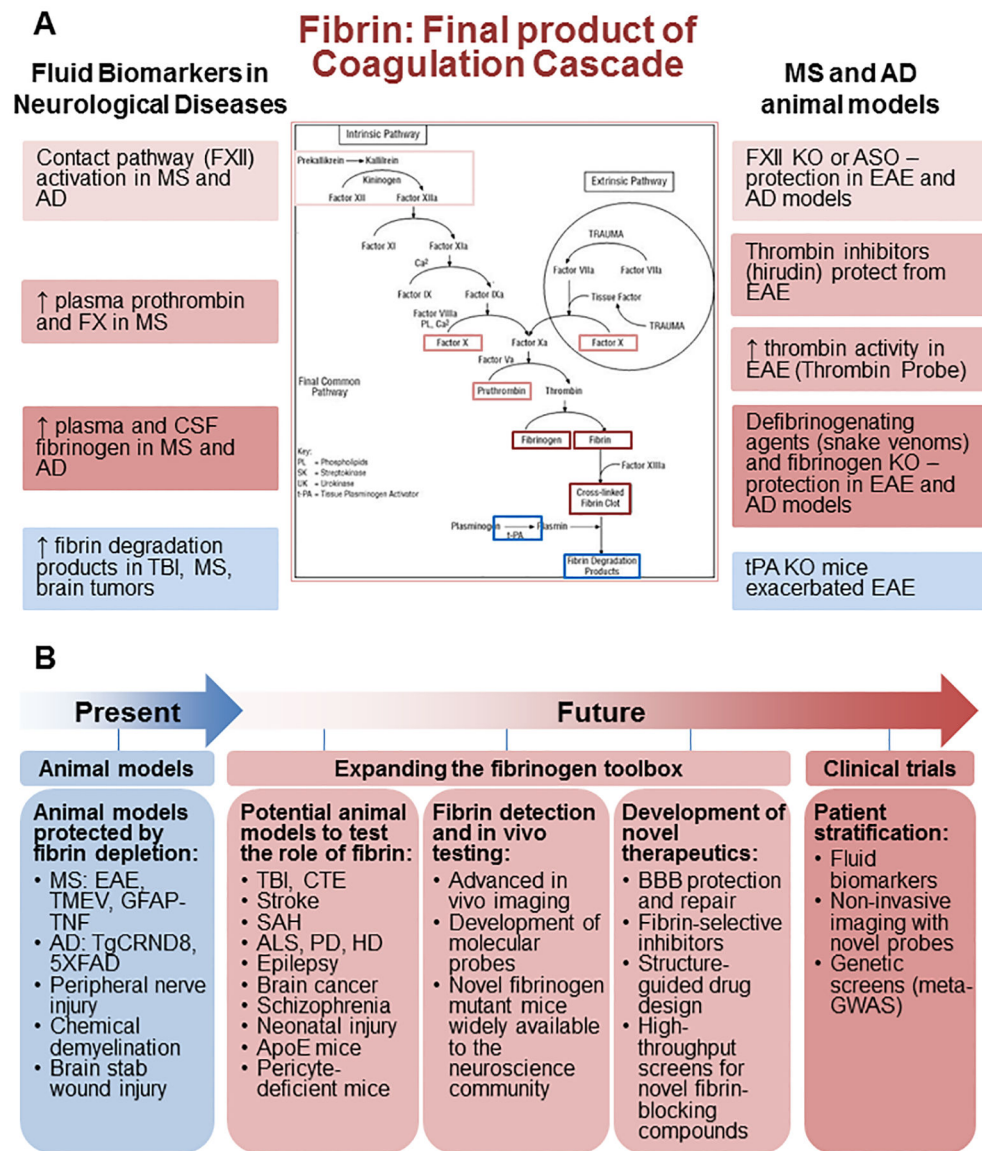 A
Fibrin: Final product of
Coagulation Cascade
Fluid Biomarkers in
Neurological Diseases
Contact pathway (FXII)
activation in MS and
AD
↑ plasma prothrombin
and FX in MS
↑ plasma and CSF
fibrinogen in MS and
AD
↑ fibrin degradation
products in TBI, MS,
brain tumors
Intrinsic Pathway
Prekallikrein
Kallilrein
Kininogen
Factor XII
Factor XIIa
Extrinsic Pathway
Factor XI
Factor XIa
TRAUMA
Ca²
Factor VIIa
Factor VIIa
Factor IX
Factor IXa
Tissue Factor
Factor VIIIa
PL, Ca²
TRAUMA
Factor X
Factor Xa
Factor X
Factor Va
Final Common
Pathway
Pruthrombin
Thrombin
Fibrinogen
Fibrin
Key:
PL = Phospholipids
SK = Streptokinase
UK = Urokinase
t-PA = Tissue Plasminogen Activator
Factor XIIIa
Cross-linked
Fibrin Clot
Plasminogen
Plasmin
t-PA
Fibrin Degradation
Products
MS and AD
animal models
FXII KO or ASO –
protection in EAE and
AD models
Thrombin inhibitors
(hirudin) protect from
EAE
↑ thrombin activity in
EAE (Thrombin Probe)
Defibrinogenating
agents (snake venoms)
and fibrinogen KO –
protection in EAE and
AD models
tPA KO mice
exacerbated EAE
B
Present
Future
Animal models
Expanding the fibrinogen toolbox
Clinical trials
Animal models
protected by
fibrin depletion:
• MS: EAE,
TMEV, GFAP-
TNF
• AD: TgCRND8,
5XFAD
• Peripheral nerve
injury
• Chemical
demyelination
• Brain stab
wound injury
Potential animal
models to test
the role of fibrin:
• TBI, CTE
• Stroke
• SAH
• ALS, PD, HD
• Epilepsy
• Brain cancer
• Schizophrenia
• Neonatal injury
• ApoE mice
• Pericyte-
deficient mice
Fibrin detection
and in vivo
testing:
• Advanced in
vivo imaging
• Development of
molecular
probes
• Novel fibrinogen
mutant mice
widely available
to the
neuroscience
community
Development of
novel
therapeutics:
• BBB protection
and repair
• Fibrin-selective
inhibitors
• Structure-
guided drug
design
• High-
throughput
screens for
novel fibrin-
blocking
compounds
Patient
stratification:
• Fluid
biomarkers
• Non-invasive
imaging with
novel probes
• Genetic
screens (meta-
GWAS)